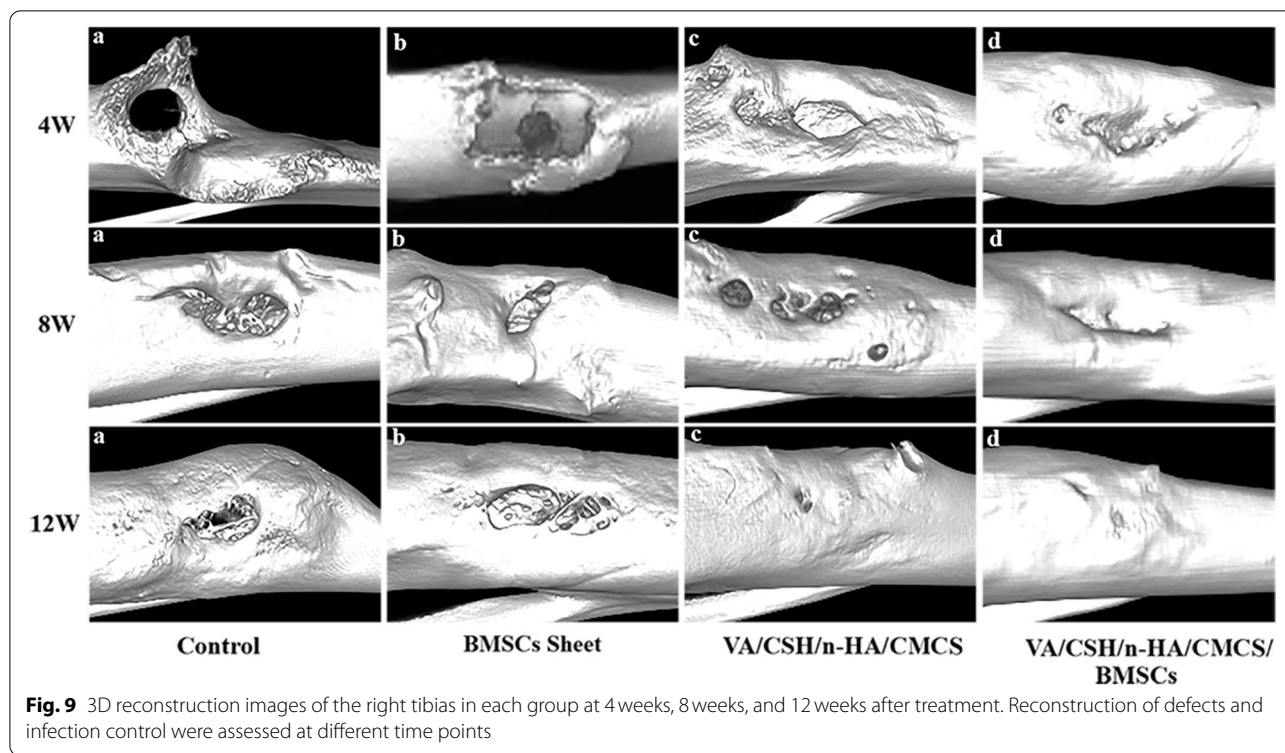 a b c d
4W
a b c d
8W
a b c d
12W
Control BMSCs Sheet VA/CSH/n-HA/CMCS VA/CSH/n-HA/CMCS/
BMSCs
Fig. 9 3D reconstruction images of the right tibias in each group at 4 weeks, 8 weeks, and 12 weeks after treatment. Reconstruction of defects and
infection control were assessed at different time points